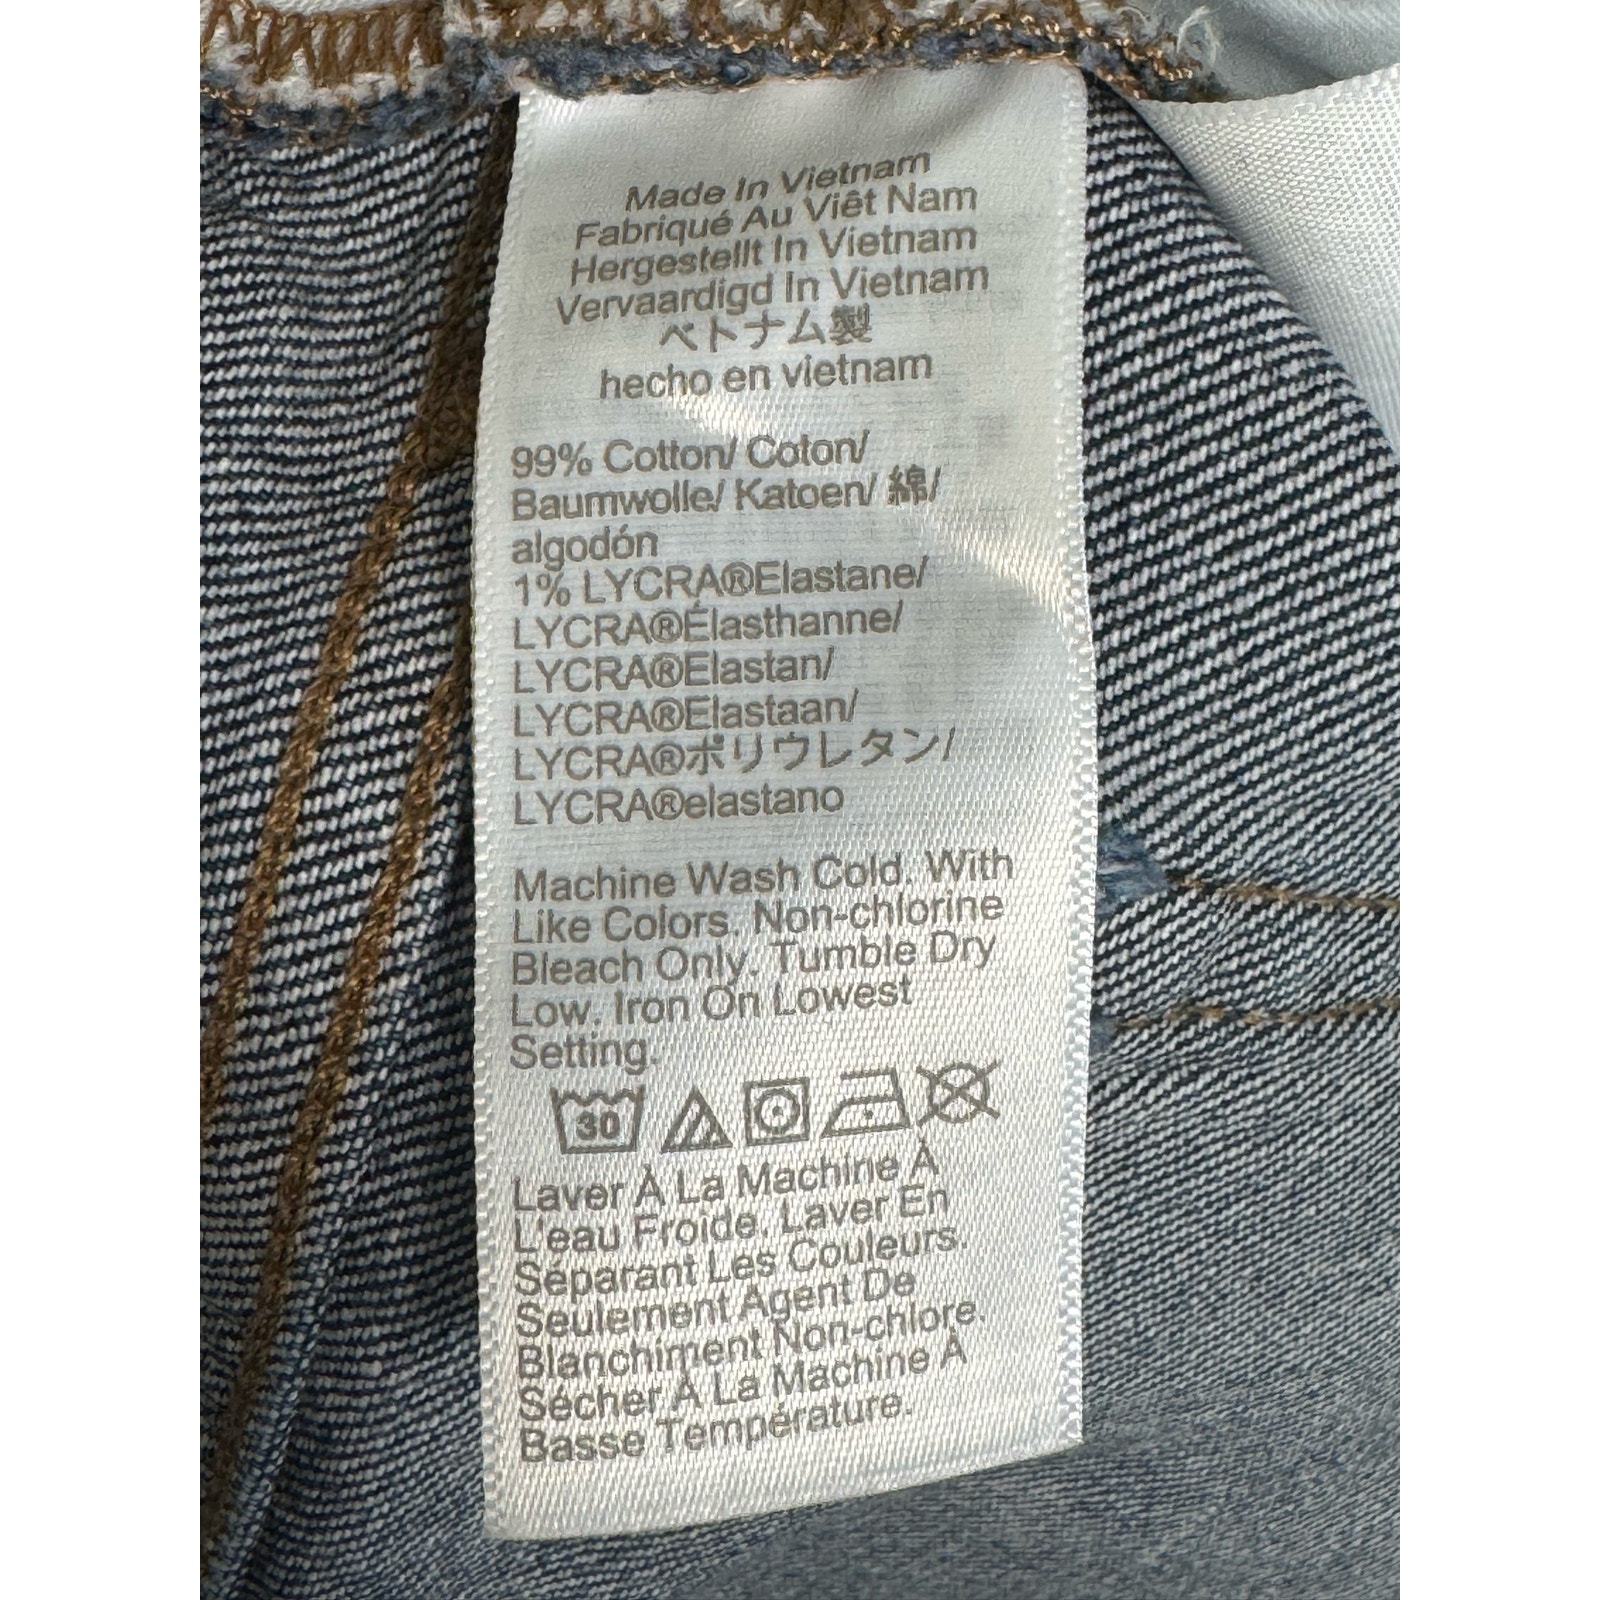 Made In Vietnam
Fabriqué Au Viêt Nam
Hergestellt In Vietnam
Vervaardigd In Vietnam
ベトナム製
hecho en vietnam
99% Cotton/ Coton/
Baumwolle/ Katoen/ 綿/
algodón
1% LYCRA®Elastane/
LYCRA®Élasthanne/
LYCRA®Elastan/
LYCRA®Elastaan/
LYCRA®ポリウレタン/
LYCRA®elastano
Machine Wash Cold. With
Like Colors. Non-chlorine
Bleach Only. Tumble Dry
Low. Iron On Lowest
Setting.
30
Laver À La Machine À
L'eau Froide. Laver En
Séparant Les Couleurs.
Seulement Agent De
Blanchiment Non-chlore.
Sécher À La Machine À
Basse Température.